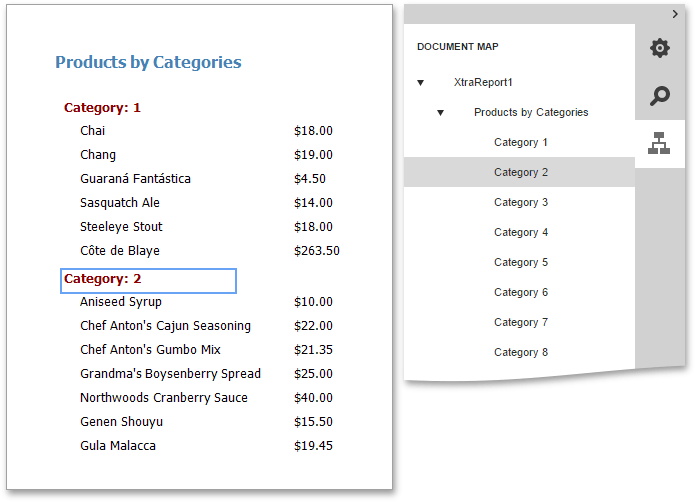 Products by Categories
Category: 1
Chai $18.00
Chang $19.00
Guaraná Fantástica $4.50
Sasquatch Ale $14.00
Steeleye Stout $18.00
Côte de Blaye $263.50
Category: 2
Aniseed Syrup $10.00
Chef Anton's Cajun Seasoning $22.00
Chef Anton's Gumbo Mix $21.35
Grandma's Boysenberry Spread $25.00
Northwoods Cranberry Sauce $40.00
Genen Shouyu $15.50
Gula Malacca $19.45
DOCUMENT MAP
XtraReport1
Products by Categories
Category 1
Category 2
Category 3
Category 4
Category 5
Category 6
Category 7
Category 8